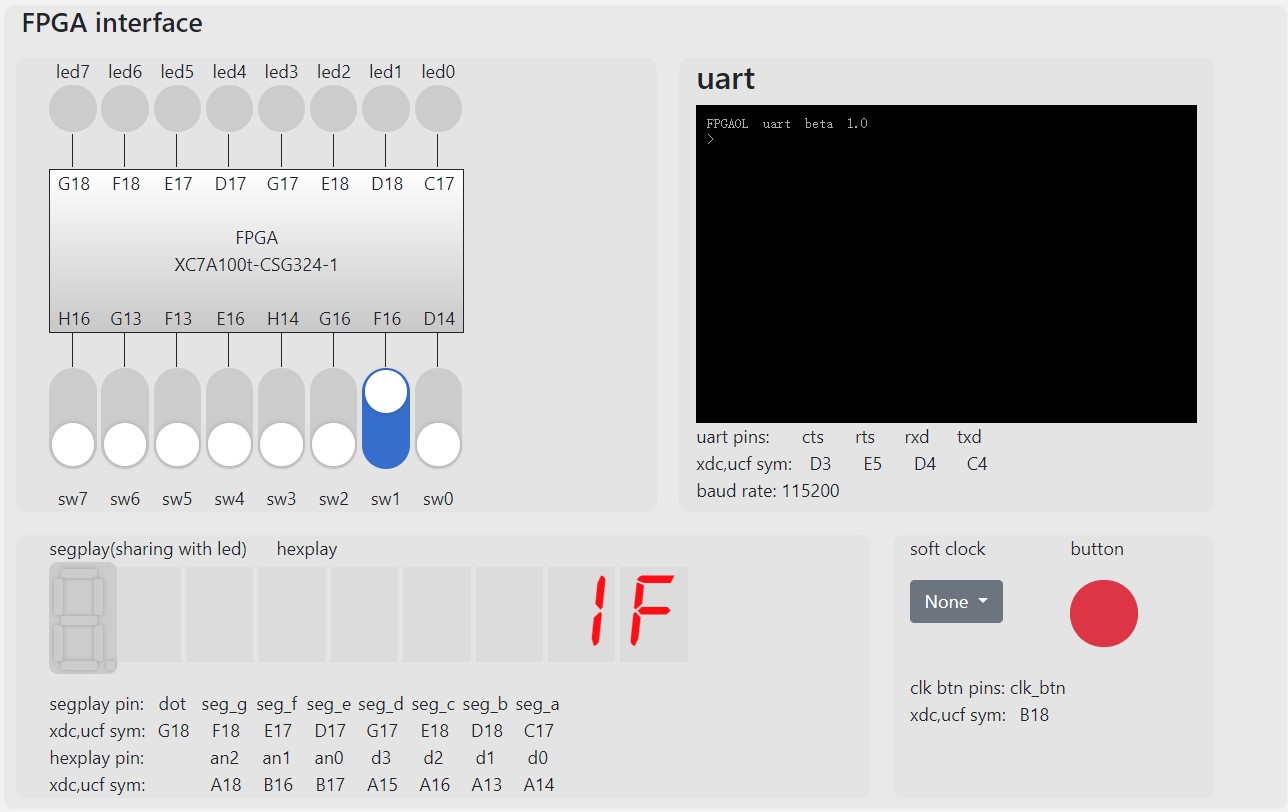 FPGA interface
led7 led6 led5 led4 led3 led2 led1 led0
G18 F18 E17 D17 G17 E18 D18 C17
FPGA
XC7A100t-CSG324-1
H16 G13 F13 E16 H14 G16 F16 D14
sw7 sw6 sw5 sw4 sw3 sw2 sw1 sw0
uart
FPGAOL uart beta 1.0
>
uart pins: cts rts rxd txd
xdc,ucf sym: D3 E5 D4 C4
baud rate: 115200
segplay(sharing with led) hexplay
1F
segplay pin: dot seg_g seg_f seg_e seg_d seg_c seg_b seg_a
xdc,ucf sym: G18 F18 E17 D17 G17 E18 D18 C17
hexplay pin: an2 an1 an0 d3 d2 d1 d0
xdc,ucf sym: A18 B16 B17 A15 A16 A13 A14
soft clock button
None
clk btn pins: clk_btn
xdc,ucf sym: B18